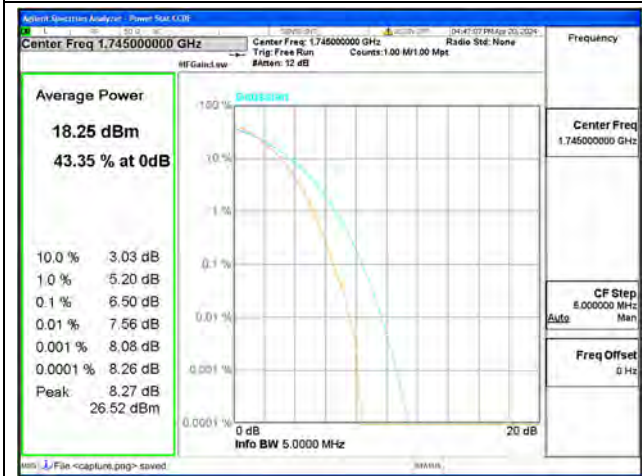 Agilent Spectrum Analyzer - Power Stat CCDF
04:47:07 PM Apr 20, 2024
Center Freq 1.745000000 GHz
Center Freq: 1.745000000 GHz
Radio Std: None
Trig: Free Run
Counts:1.00 M/1.00 Mpt
#IFGain:Low
#Atten: 12 dB
Frequency
Average Power
18.25 dBm
43.35 % at 0dB
10.0 % 3.03 dB
1.0 % 5.20 dB
0.1 % 6.50 dB
0.01 % 7.56 dB
0.001 % 8.08 dB
0.0001 % 8.26 dB
Peak 8.27 dB
26.52 dBm
Gaussian
100 %
10 %
1 %
0.1 %
0.01 %
0.001 %
0.0001 %
0 dB
20 dB
Info BW 5.0000 MHz
Center Freq
1.745000000 GHz
CF Step
5.000000 MHz
Auto Man
Freq Offset
0 Hz
MSG File <capture.png> saved
STATUS